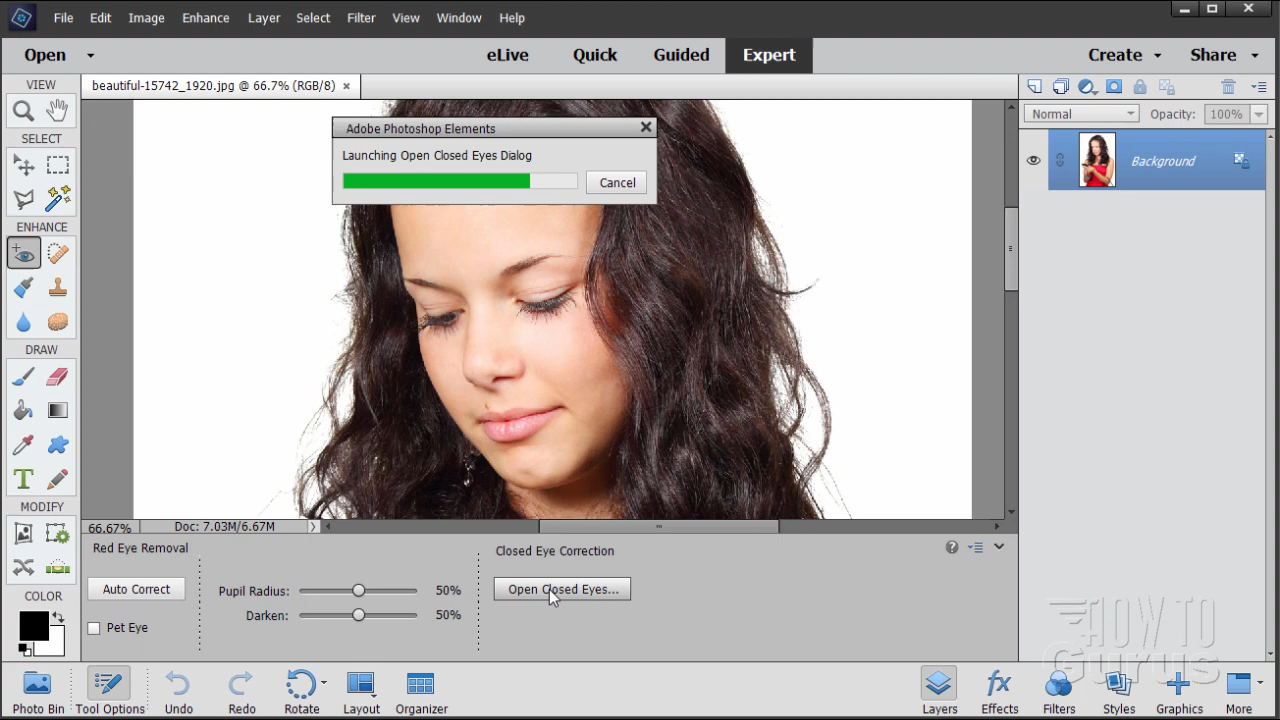 File Edit Image Enhance Layer Select Filter View Window Help
Open eLive Quick Guided Expert Create Share
VIEW
beautiful-15742_1920.jpg @ 66.7% (RGB/8)
Normal Opacity: 100%
Adobe Photoshop Elements
Launching Open Closed Eyes Dialog
Cancel
Background
SELECT
ENHANCE
DRAW
T
MODIFY
66.67% Doc: 7.03M/6.67M
Red Eye Removal
Closed Eye Correction
Auto Correct
Pupil Radius: 50%
Open Closed Eyes...
Darken: 50%
Pet Eye
COLOR
HOW TO
Gurus
Photo Bin Tool Options Undo Redo Rotate Layout Organizer Layers Effects Filters Styles Graphics More